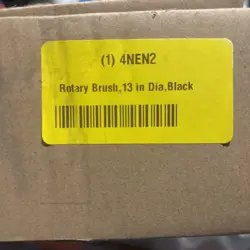 (1) 4NEN2
Rotary Brush,13 in Dia,Black